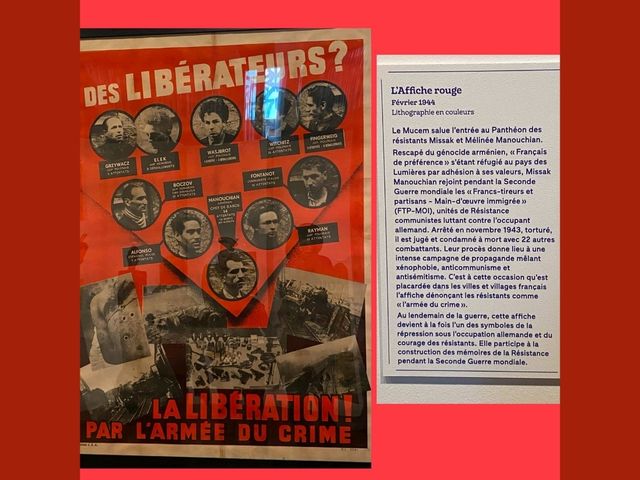 DES LIBÉRATEURS?
GRZYWACZ
ELEK
WAJSBROT
WITCHITZ
FINGERWEIG
BOCZOV
MANOUCHIAN
FONTANOT
ALFONSO
RAYMAN
LA LIBÉRATION!
PAR L'ARMÉE DU CRIME
L'Affiche rouge
Février 1944
Lithographie en couleurs
Le Mucem salue l'entrée au Panthéon des
résistants Missak et Mélinée Manouchian.
Rescapé du génocide arménien, « Français
de préférence » s'étant réfugié au pays des
Lumières par adhésion à ses valeurs, Missak
Manouchian rejoint pendant la Seconde
Guerre mondiale les « Francs-tireurs et
partisans - Main-d'œuvre immigrée »
(FTP-MOI), unités de Résistance
communistes luttant contre l'occupant
allemand. Arrêté en novembre 1943, torturé,
il est jugé et condamné à mort avec 22 autres
combattants. Leur procès donne lieu à une
intense campagne de propagande mêlant
xénophobie, anticommunisme et
antisémitisme. C'est à cette occasion qu'est
placardée dans les villes et villages français
l'affiche dénonçant les résistants comme
« l'armée du crime ».
Au lendemain de la guerre, cette affiche
devient à la fois l'un des symboles de la
répression sous l'occupation allemande et du
courage des résistants. Elle participe à la
construction des mémoires de la Résistance
pendant la Seconde Guerre mondiale.